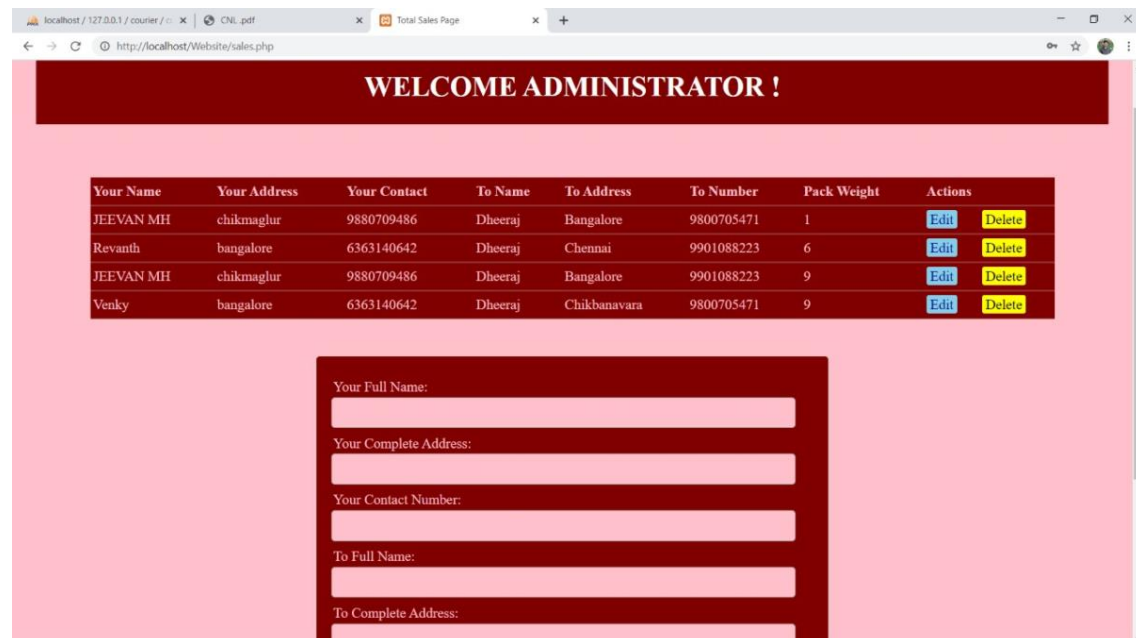 localhost / 127.0.0.1 / courier / c
CNL .pdf
Total Sales Page
http://localhost/Website/sales.php
WELCOME ADMINISTRATOR !
Your Name Your Address Your Contact To Name To Address To Number Pack Weight Actions
JEEVAN MH chikmaglur 9880709486 Dheeraj Bangalore 9800705471 1 Edit Delete
Revanth bangalore 6363140642 Dheeraj Chennai 9901088223 6 Edit Delete
JEEVAN MH chikmaglur 9880709486 Dheeraj Bangalore 9901088223 9 Edit Delete
Venky bangalore 6363140642 Dheeraj Chikbanavara 9800705471 9 Edit Delete
Your Full Name:
Your Complete Address:
Your Contact Number:
To Full Name:
To Complete Address: